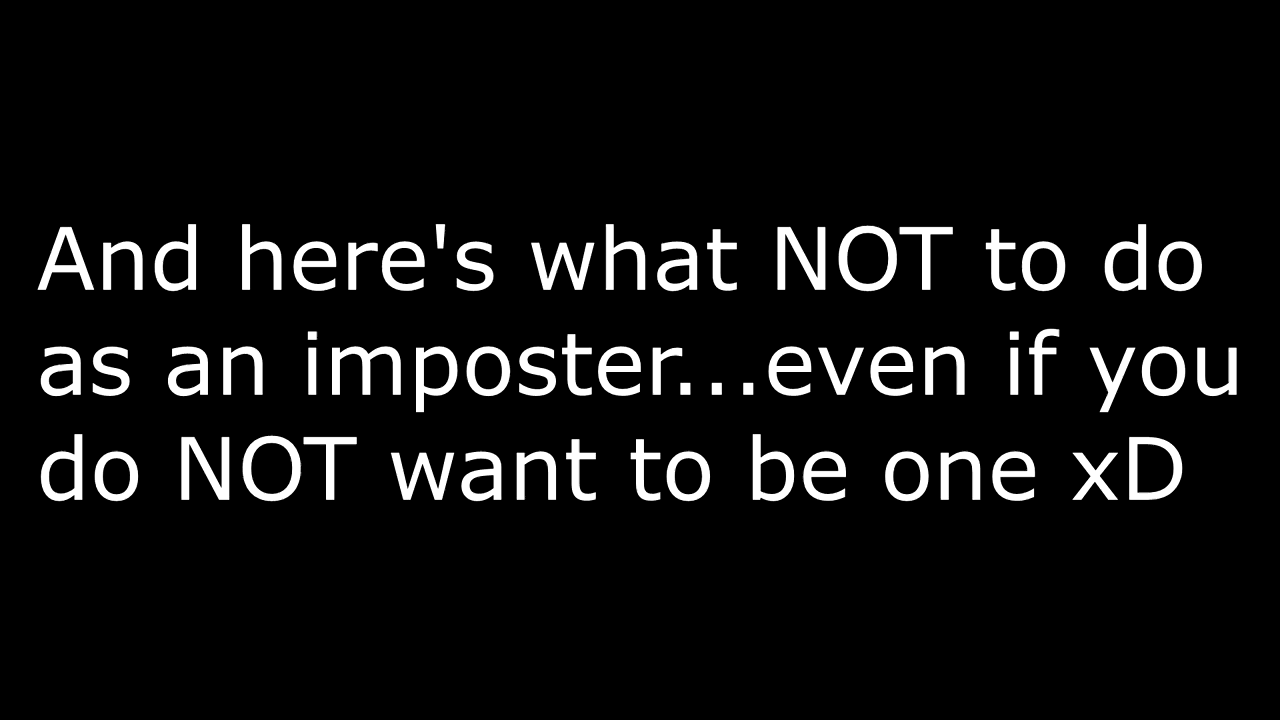 And here's what NOT to do
as an imposter...even if you
do NOT want to be one xD